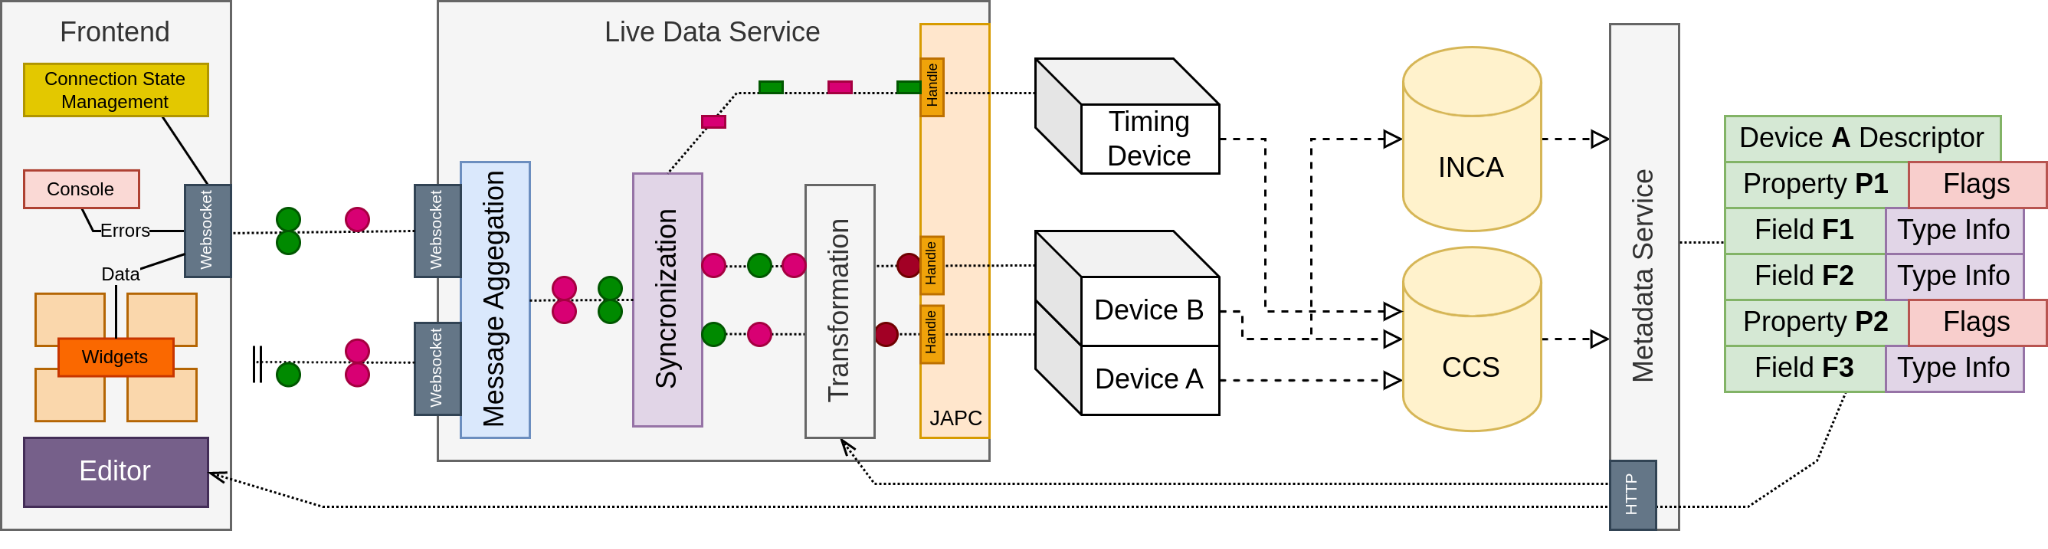 Frontend
Connection State
Management
Console
Errors
Data
Websocket
Widgets
Editor
Live Data Service
Websocket
Websocket
Message Aggegation
Syncronization
Transformation
Handle
Handle
Handle
JAPC
Timing
Device
Device B
Device A
INCA
CCS
Metadata Service
HTTP
Device A Descriptor
Property P1 Flags
Field F1 Type Info
Field F2 Type Info
Property P2 Flags
Field F3 Type Info